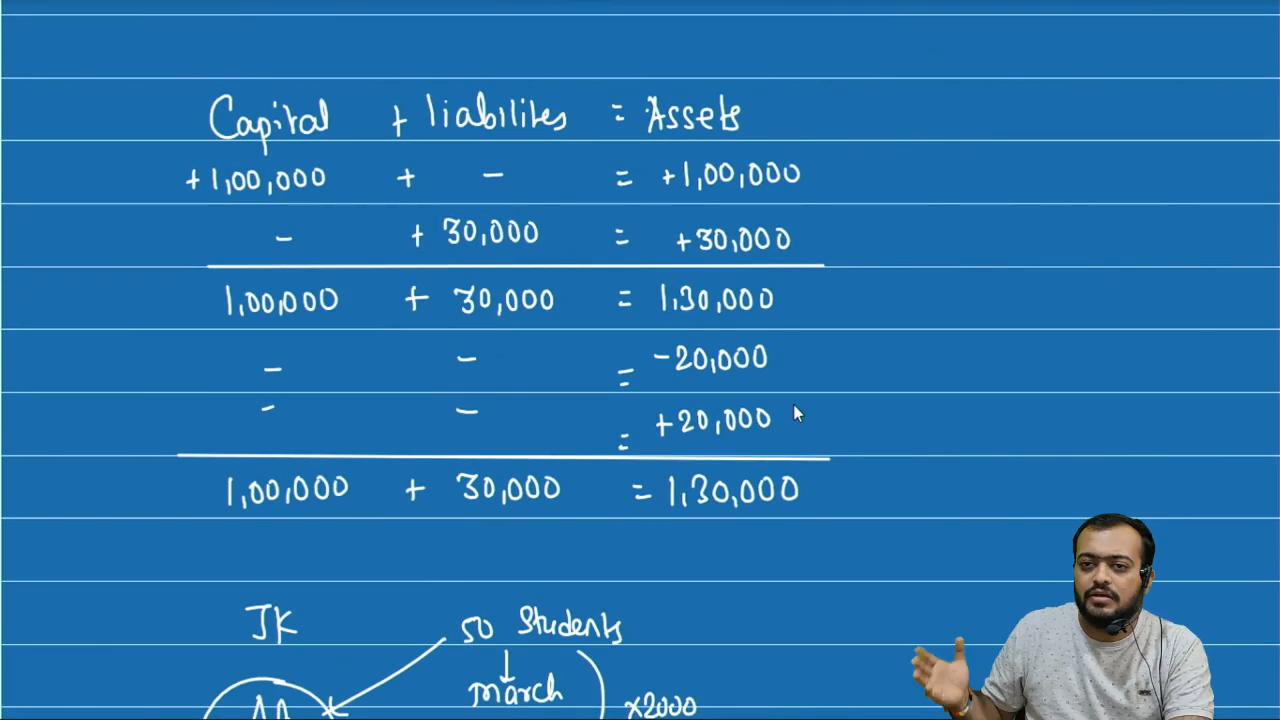 Capital + liabilites = Assets
+1,00,000 + - = +1,00,000
- + 30,000 = +30,000
1,00,000 + 30,000 = 1,30,000
- - = -20,000
- - = +20,000
1,00,000 + 30,000 = 1,30,000
JK 50 Students
march
×2000